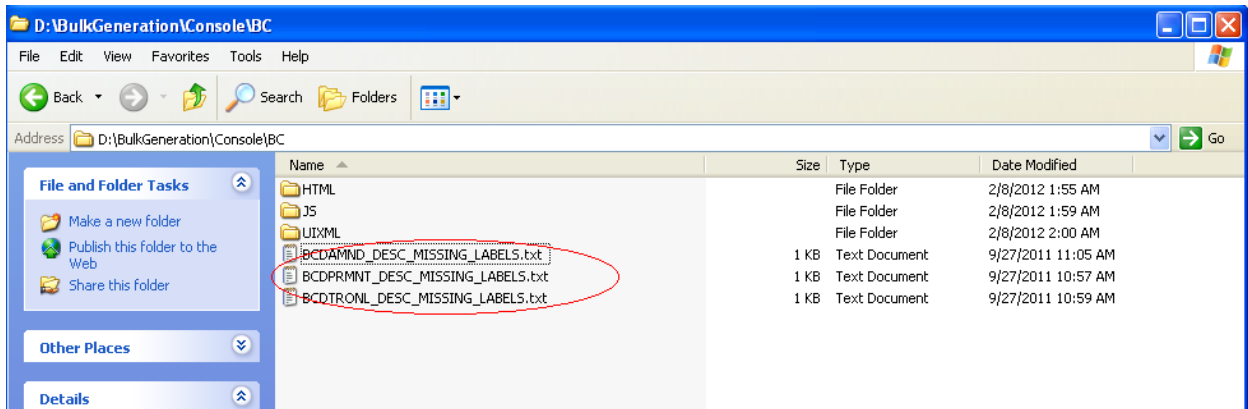 D:\BulkGeneration\Console\BC
File Edit View Favorites Tools Help
Back Search Folders
Address D:\BulkGeneration\Console\BC Go
Name Size Type Date Modified
File and Folder Tasks
Make a new folder
Publish this folder to the
Web
Share this folder
Other Places
Details
HTML File Folder 2/8/2012 1:55 AM
JS File Folder 2/8/2012 1:59 AM
UIXML File Folder 2/8/2012 2:00 AM
BCDAMND_DESC_MISSING_LABELS.txt 1 KB Text Document 9/27/2011 11:05 AM
BCDPRMNT_DESC_MISSING_LABELS.txt 1 KB Text Document 9/27/2011 10:57 AM
BCDTRONL_DESC_MISSING_LABELS.txt 1 KB Text Document 9/27/2011 10:59 AM